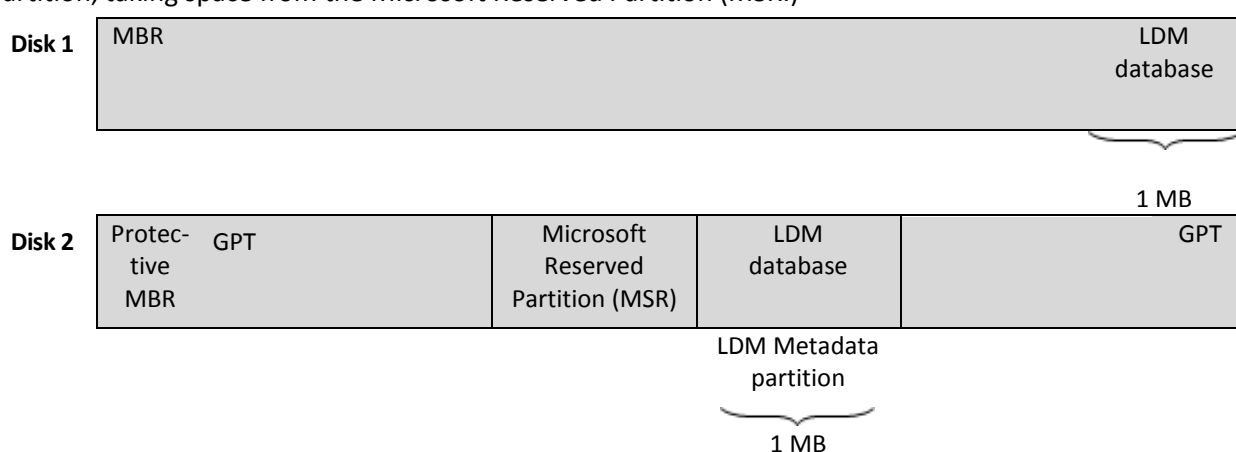 partition, taking space from the Microsoft Reserved Partition (MSR.)
Disk 1 MBR LDM
database
1 MB
Disk 2 Protec- GPT Microsoft LDM GPT
tive Reserved database
MBR Partition (MSR)
LDM Metadata
partition
1 MB